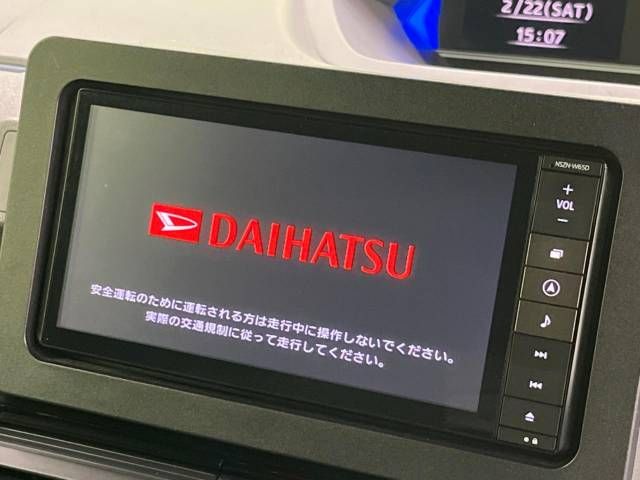 2/22(SAT)
15:07
NSZN-W65D
+
VOL
−
DAIHATSU
安全運転のために運転される方は走行中に操作しないでください。
実際の交通規制に従って走行してください。